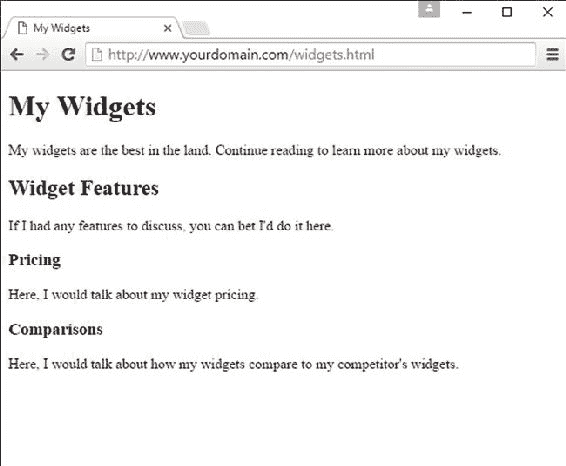 My Widgets
http://www.yourdomain.com/widgets.html
My Widgets
My widgets are the best in the land. Continue reading to learn more about my widgets.
Widget Features
If I had any features to discuss, you can bet I'd do it here.
Pricing
Here, I would talk about my widget pricing.
Comparisons
Here, I would talk about how my widgets compare to my competitor's widgets.